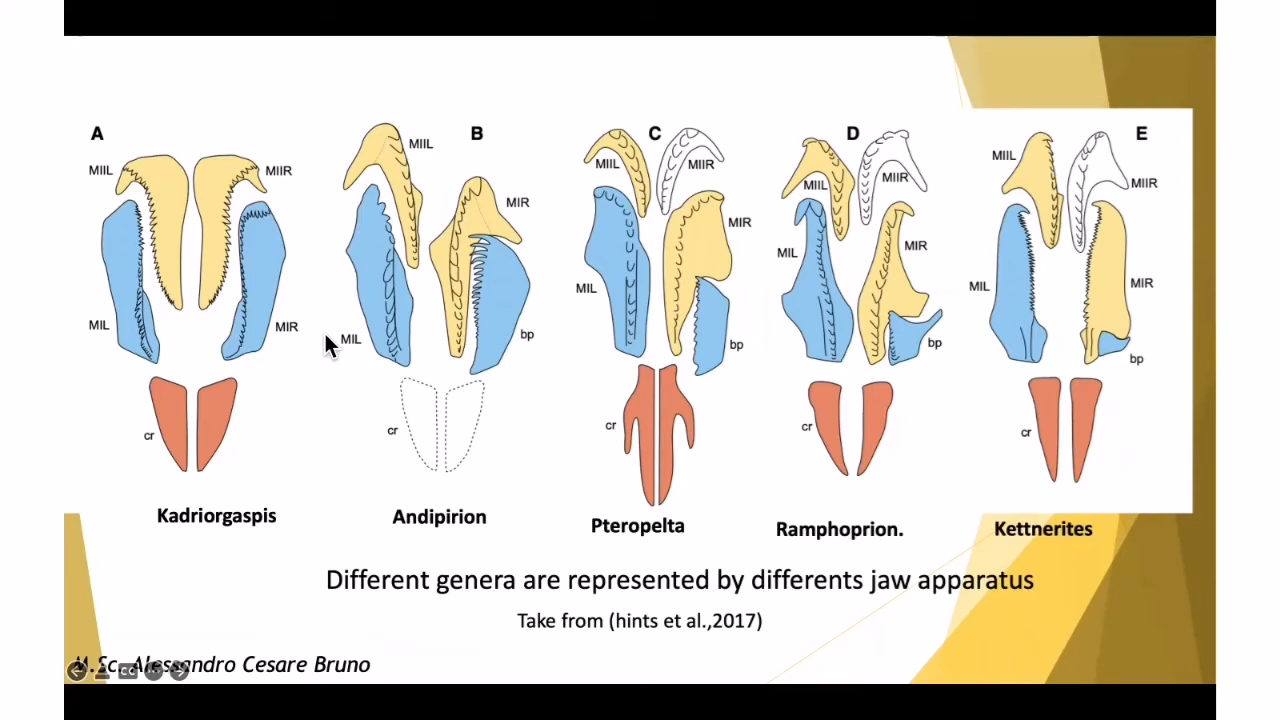 A
B
C
D
E
MIIL
MIIR
MIL
MIR
cr
MIIL
MIR
MIL
bp
cr
MIIL
MIIR
MIR
MIL
bp
cr
MIIL
MIIR
MIL
MIR
bp
cr
MIIL
MIIR
MIL
MIR
bp
cr
Kadriorgaspis
Andipirion
Pteropelta
Ramphoprion.
Kettnerites
Different genera are represented by differents jaw apparatus
Take from (hints et al.,2017)
M.Sc. Alessandro Cesare Bruno
CC